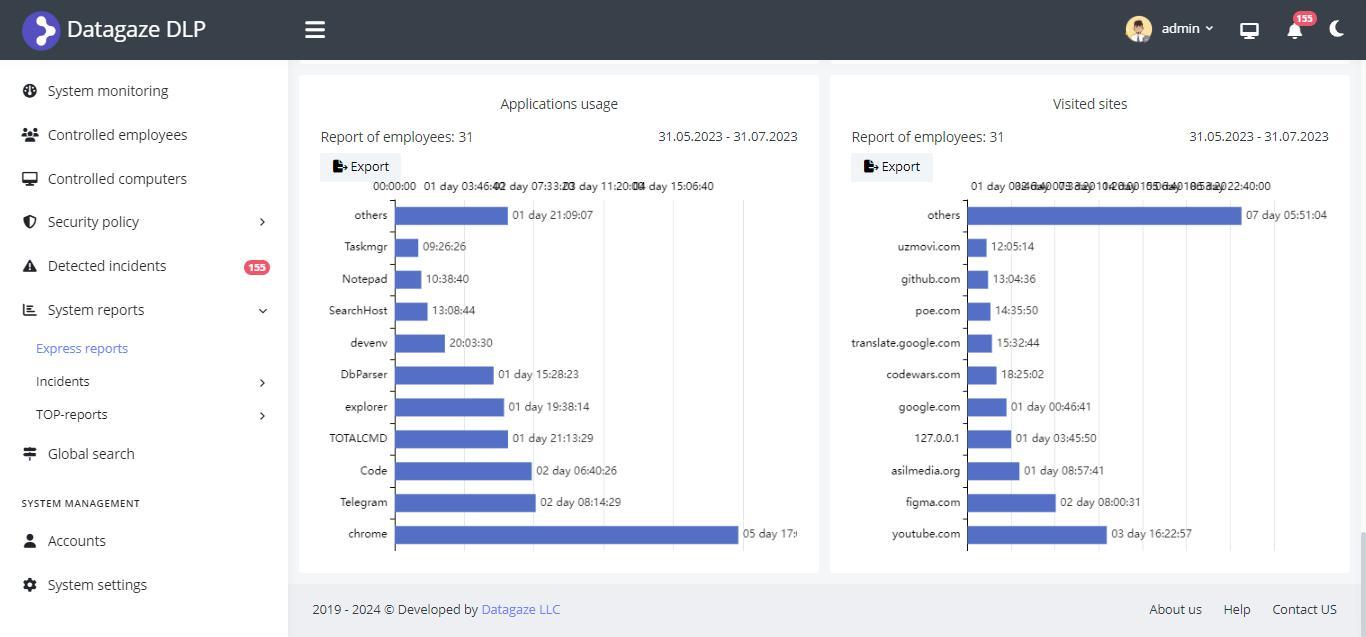 Datagaze DLP
admin
155
System monitoring
Controlled employees
Controlled computers
Security policy
Detected incidents 155
System reports
Express reports
Incidents
TOP-reports
Global search
SYSTEM MANAGEMENT
Accounts
System settings
Applications usage
Report of employees: 31 31.05.2023 - 31.07.2023
Export
00:00:00 01 day 03:46:40 02 day 07:33:20 03 day 11:20:00 04 day 15:06:40
others 01 day 21:09:07
Taskmgr 09:26:26
Notepad 10:38:40
SearchHost 13:08:44
devenv 20:03:30
DbParser 01 day 15:28:23
explorer 01 day 19:38:14
TOTALCMD 01 day 21:13:29
Code 02 day 06:40:26
Telegram 02 day 08:14:29
chrome 05 day 17:
Visited sites
Report of employees: 31 31.05.2023 - 31.07.2023
Export
others 07 day 05:51:04
uzmovi.com 12:05:14
github.com 13:04:36
poe.com 14:35:50
translate.google.com 15:32:44
codewars.com 18:25:02
google.com 01 day 00:46:41
127.0.0.1 01 day 03:45:50
asilmedia.org 01 day 08:57:41
figma.com 02 day 08:00:31
youtube.com 03 day 16:22:57
2019 - 2024 © Developed by Datagaze LLC
About us Help Contact US